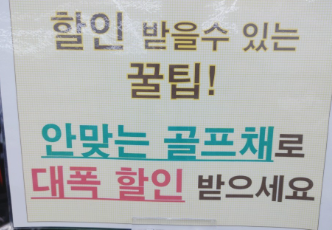 할인 받을수 있는
꿀팁!
안맞는 골프채로
대폭 할인 받으세요